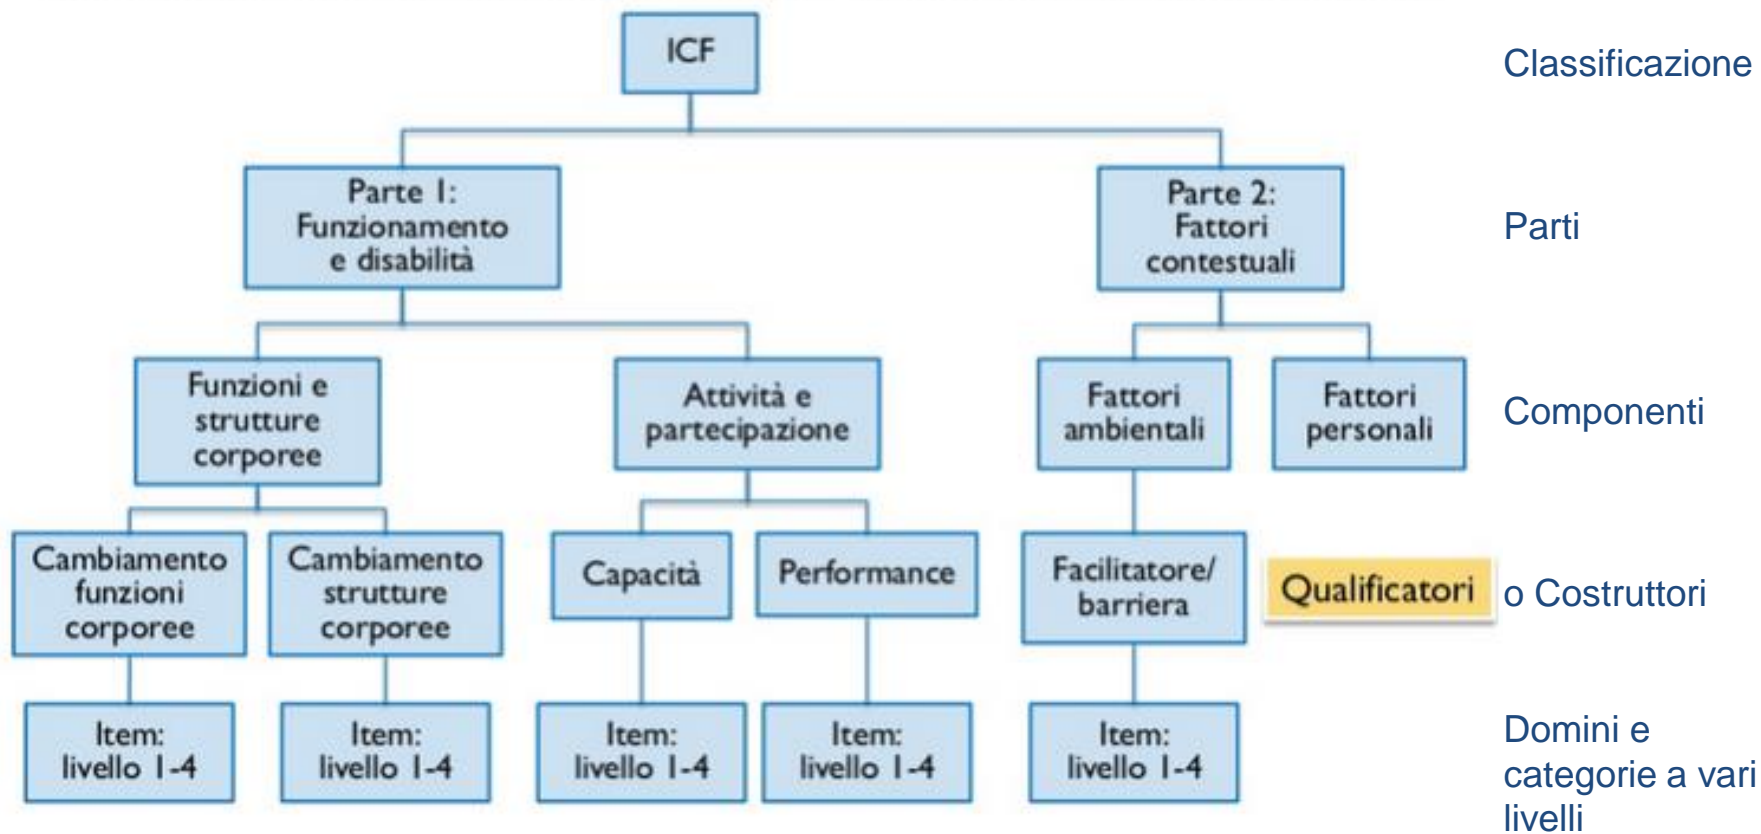 ICF
Classificazione
Parte 1:
Funzionamento
e disabilità
Parte 2:
Fattori
contestuali
Parti
Funzioni e
strutture
corporee
Attività e
partecipazione
Fattori
ambientali
Fattori
personali
Componenti
Cambiamento
funzioni
corporee
Cambiamento
strutture
corporee
Capacità
Performance
Facilitatore/
barriera
Qualificatori
o Costruttori
Item:
livello 1-4
Item:
livello 1-4
Item:
livello 1-4
Item:
livello 1-4
Item:
livello 1-4
Domini e
categorie a vari
livelli